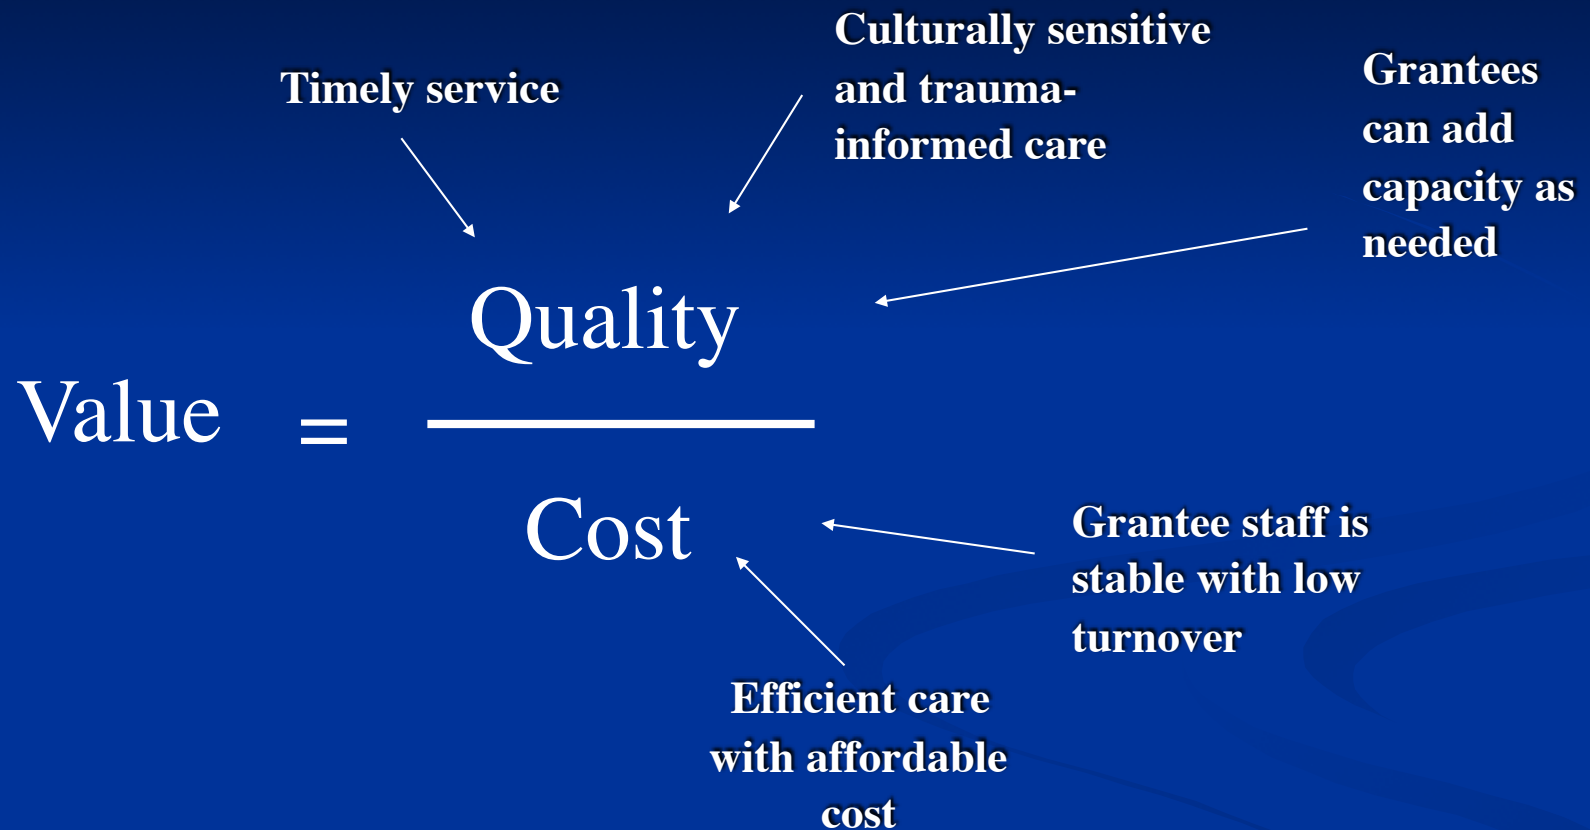 Timely service
Culturally sensitive
and trauma-
informed care
Grantees
can add
capacity as
needed
Quality
Value =
Cost
Grantee staff is
stable with low
turnover
Efficient care
with affordable
cost